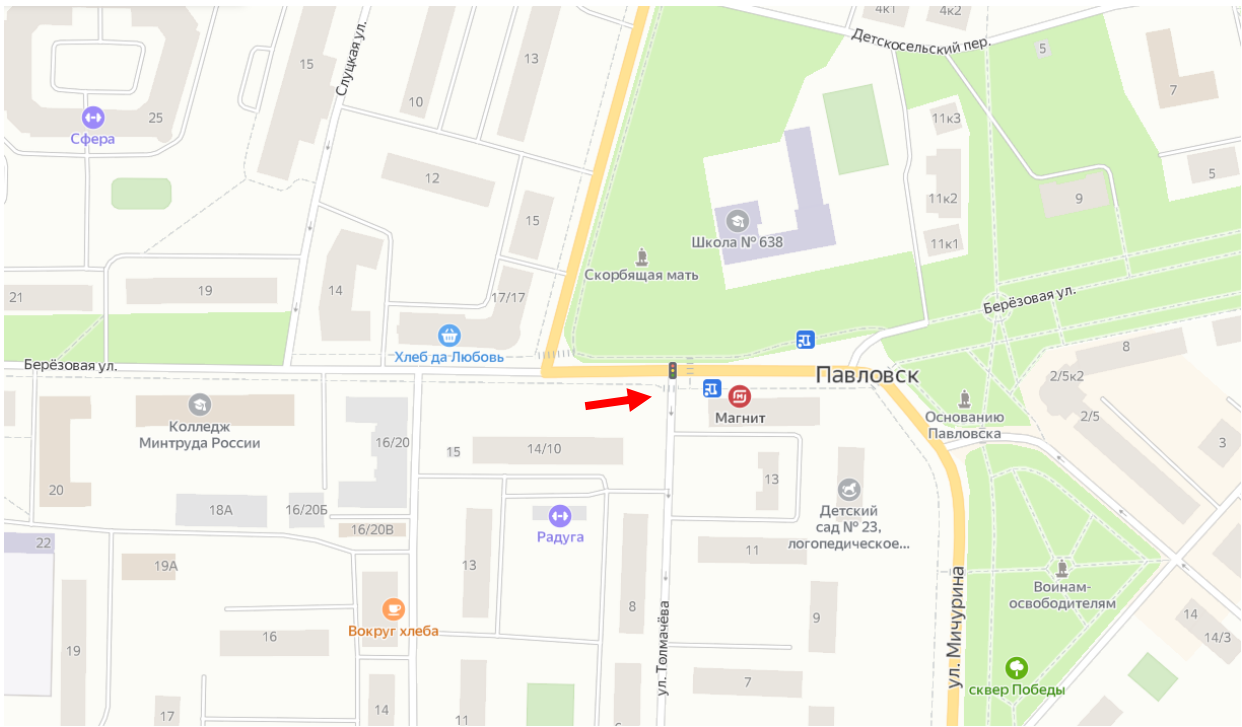 4к1
4к2
Детскосельский пер.
5
Слуцкая ул.
15
13
7
10
25
Сфера
11к3
12
5
11к2
9
15
Школа № 638
11к1
Скорбящая мать
21
19
14
17/17
Берёзовая ул.
Хлеб да Любовь
Берёзовая ул.
8
2/5к2
Павловск
Колледж
Минтруда России
Магнит
Основанию
Павловска
2/5
3
16/20
15
14/10
13
20
18А
16/20Б
Детский
сад № 23,
логопедическое...
16/20В
Радуга
22
19А
13
11
Воинам-
освободителям
8
9
14
14/3
Вокруг хлеба
16
19
ул. Толмачёва
ул. Мичурина
7
сквер Победы
17
14
11